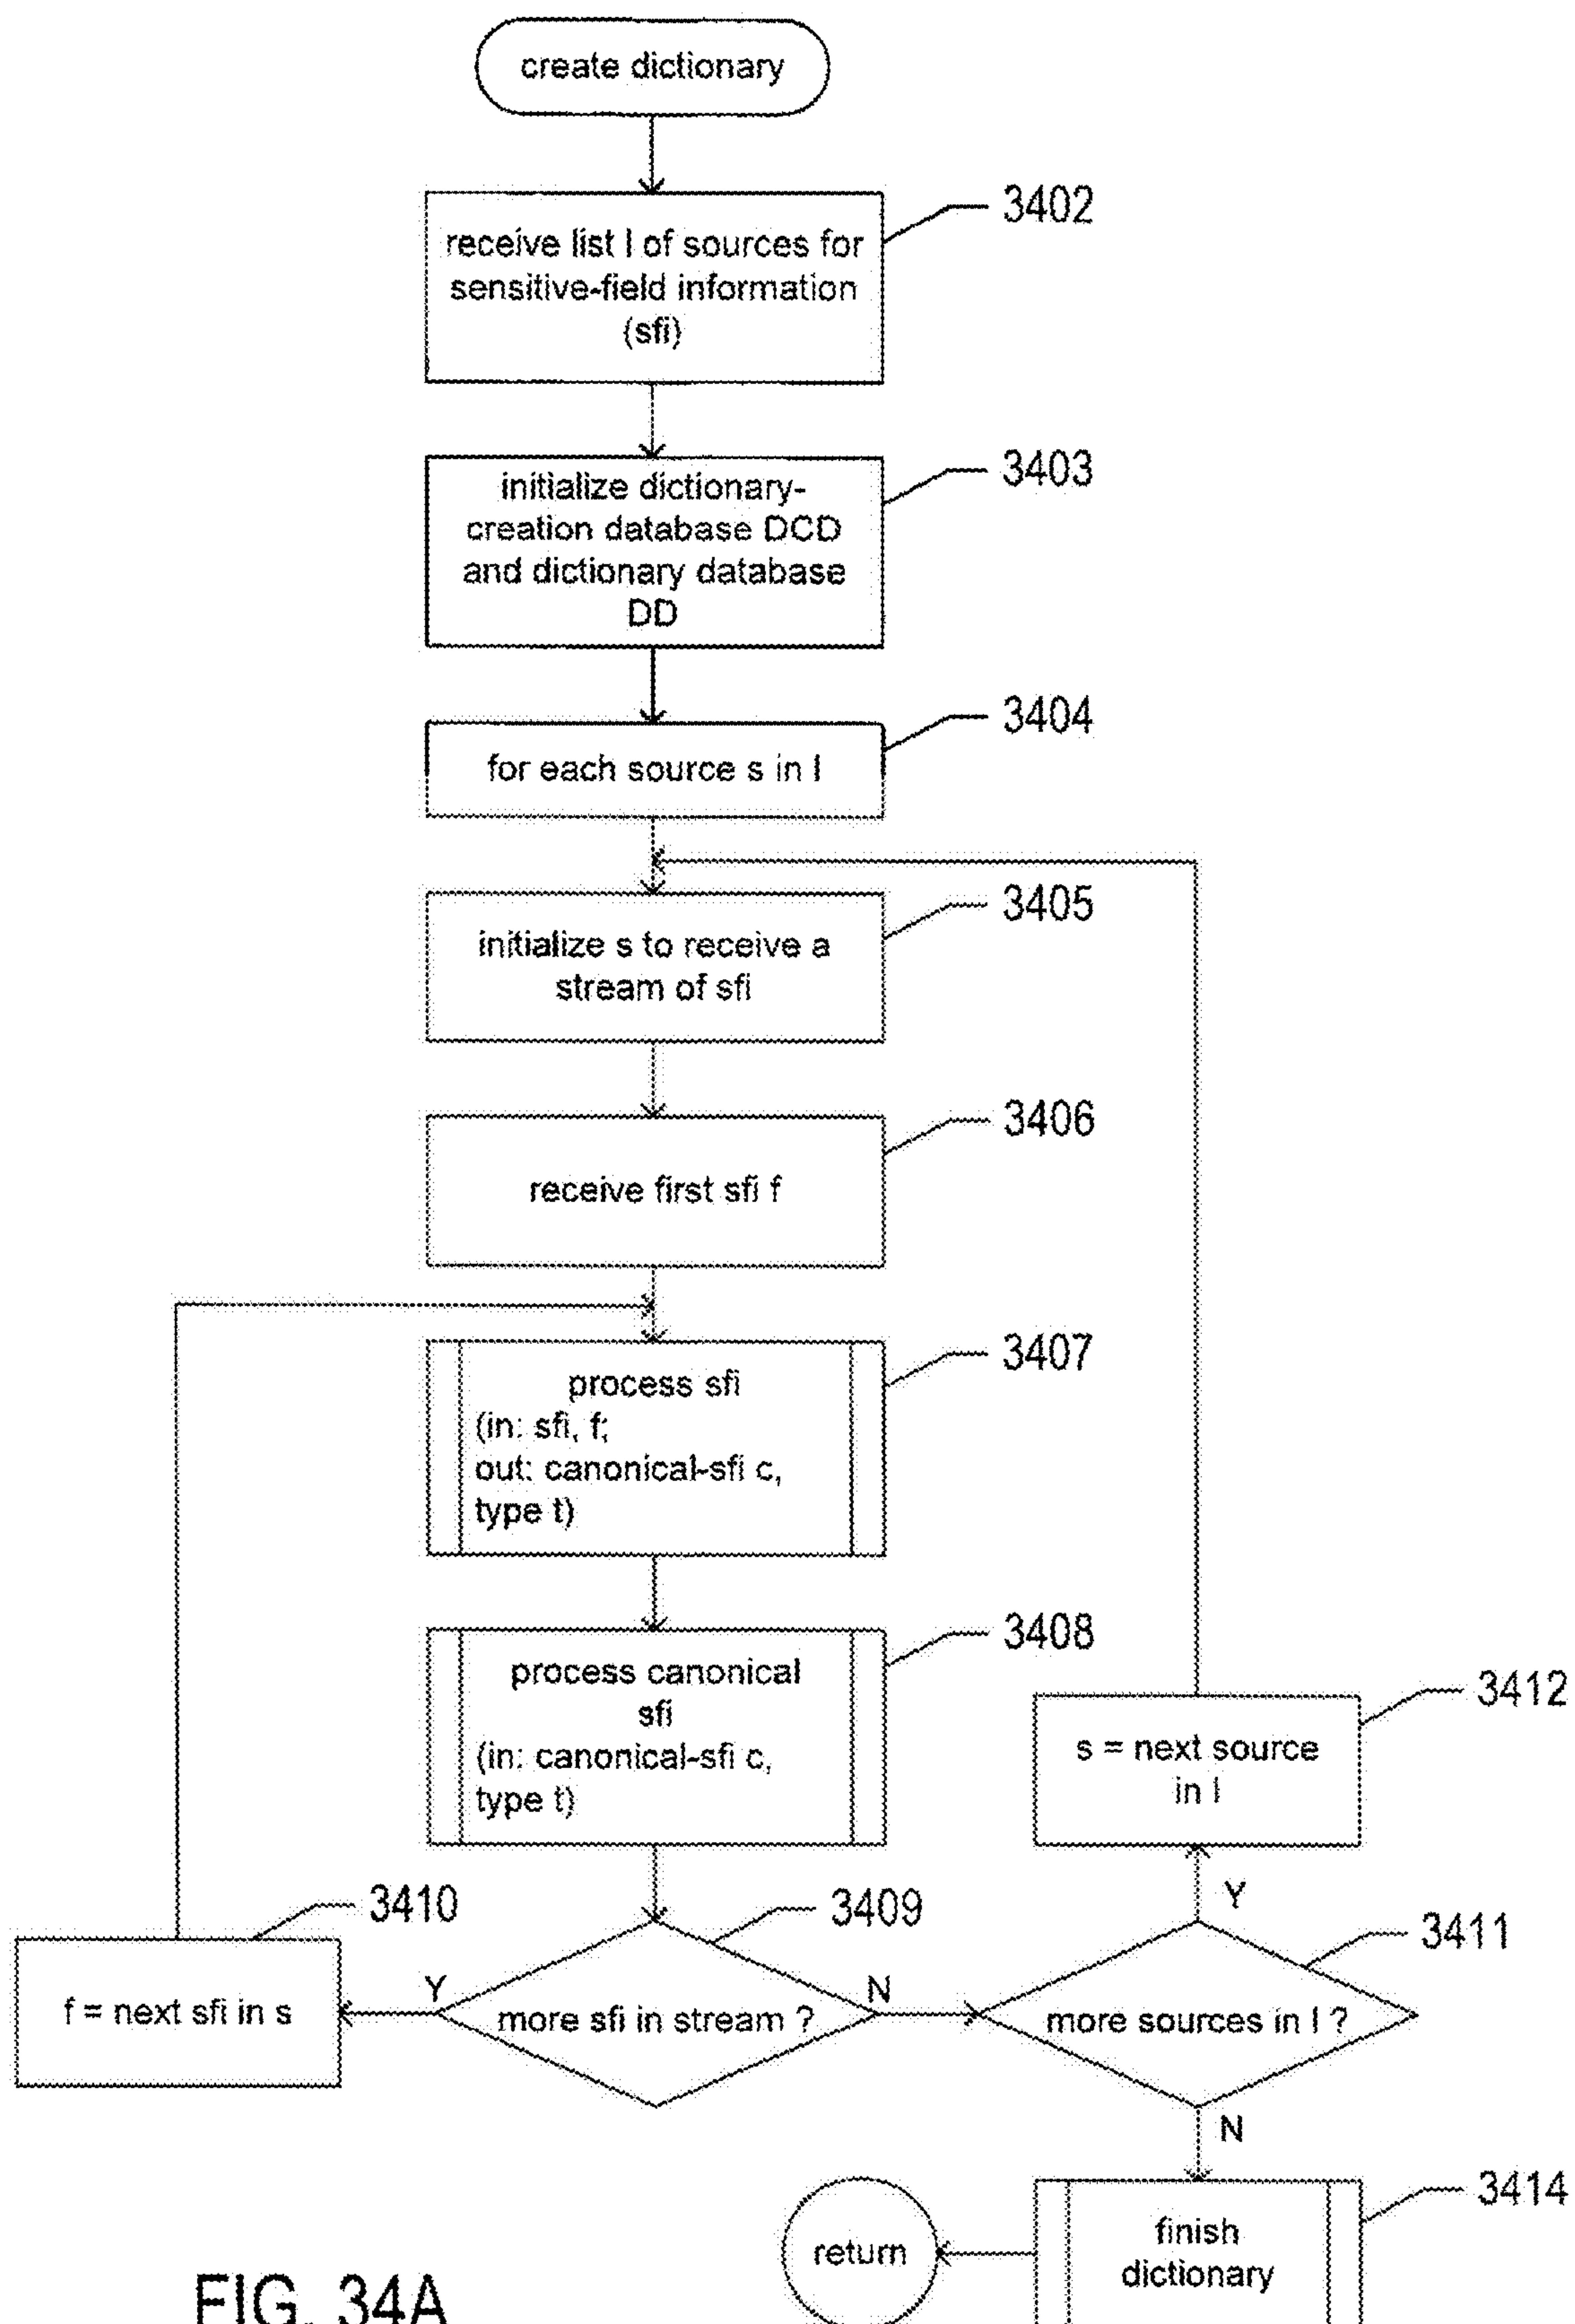 create dictionary
3402
receive list l of sources for
sensitive-field information
(sfi)
3403
initialize dictionary-
creation database DCD
and dictionary database
DD
3404
for each source s in l
3405
initialize s to receive a
stream of sfi
3406
receive first sfi f
3407
process sfi
(in: sfi, f;
out: canonical-sfi c,
type t)
3408
process canonical
sfi
(in: canonical-sfi c,
type t)
3412
s = next source
in l
3410
f = next sfi in s
3409
Y
more sfi in stream ?
N
3411
Y
more sources in l ?
N
3414
finish
dictionary
return
FIG. 34A